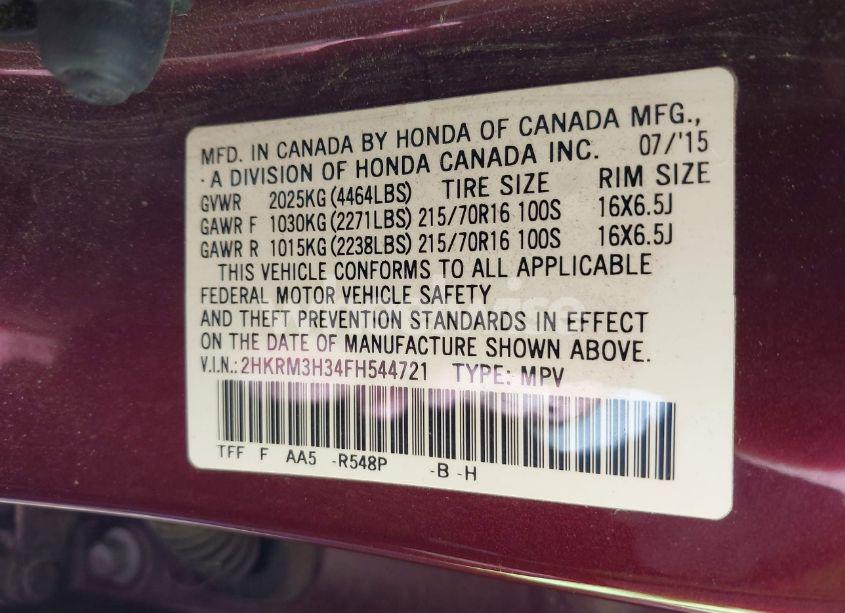 MFD. IN CANADA BY HONDA OF CANADA MFG.,
· A DIVISION OF HONDA CANADA INC. 07/'15
GVWR 2025KG (4464LBS) TIRE SIZE RIM SIZE
GAWR F 1030KG (2271LBS) 215/70R16 100S 16X6.5J
GAWR R 1015KG (2238LBS) 215/70R16 100S 16X6.5J
THIS VEHICLE CONFORMS TO ALL APPLICABLE
FEDERAL MOTOR VEHICLE SAFETY
AND THEFT PREVENTION STANDARDS IN EFFECT
ON THE DATE OF MANUFACTURE SHOWN ABOVE.
V.I.N.: 2HKRM3H34FH544721 TYPE: MPV
TFF F AA5 -R548P -B -H